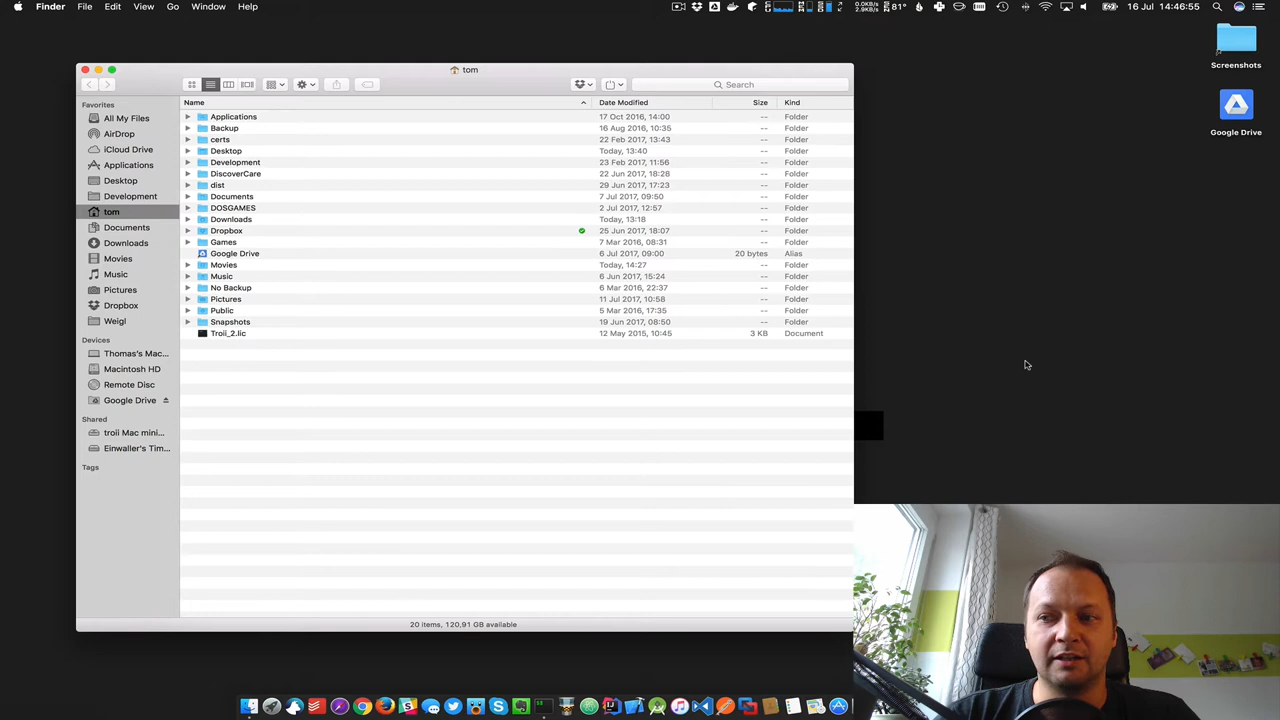 Finder File Edit View Go Window Help 0.0KB/s 2.9KB/s 81° 16 Jul 14:46:55
Screenshots
Google Drive
tom
Search
Favorites
All My Files
AirDrop
iCloud Drive
Applications
Desktop
Development
tom
Documents
Downloads
Movies
Music
Pictures
Dropbox
Weigl
Devices
Thomas's Mac...
Macintosh HD
Remote Disc
Google Drive
Shared
troii Mac mini...
Einwaller's Tim...
Tags
Name Date Modified Size Kind
Applications 17 Oct 2016, 14:00 -- Folder
Backup 16 Aug 2016, 10:35 -- Folder
certs 22 Feb 2017, 13:43 -- Folder
Desktop Today, 13:40 -- Folder
Development 23 Feb 2017, 11:56 -- Folder
DiscoverCare 22 Jun 2017, 18:28 -- Folder
dist 29 Jun 2017, 17:23 -- Folder
Documents 7 Jul 2017, 09:50 -- Folder
DOSGAMES 2 Jul 2017, 12:57 -- Folder
Downloads Today, 13:18 -- Folder
Dropbox 25 Jun 2017, 18:07 -- Folder
Games 7 Mar 2016, 08:31 -- Folder
Google Drive 6 Jul 2017, 09:00 20 bytes Alias
Movies Today, 14:27 -- Folder
Music 6 Jun 2017, 15:24 -- Folder
No Backup 6 Mar 2016, 22:37 -- Folder
Pictures 11 Jul 2017, 10:58 -- Folder
Public 5 Mar 2016, 17:35 -- Folder
Snapshots 19 Jun 2017, 08:50 -- Folder
Troii_2.lic 12 May 2015, 10:45 3 KB Document
20 items, 120,91 GB available